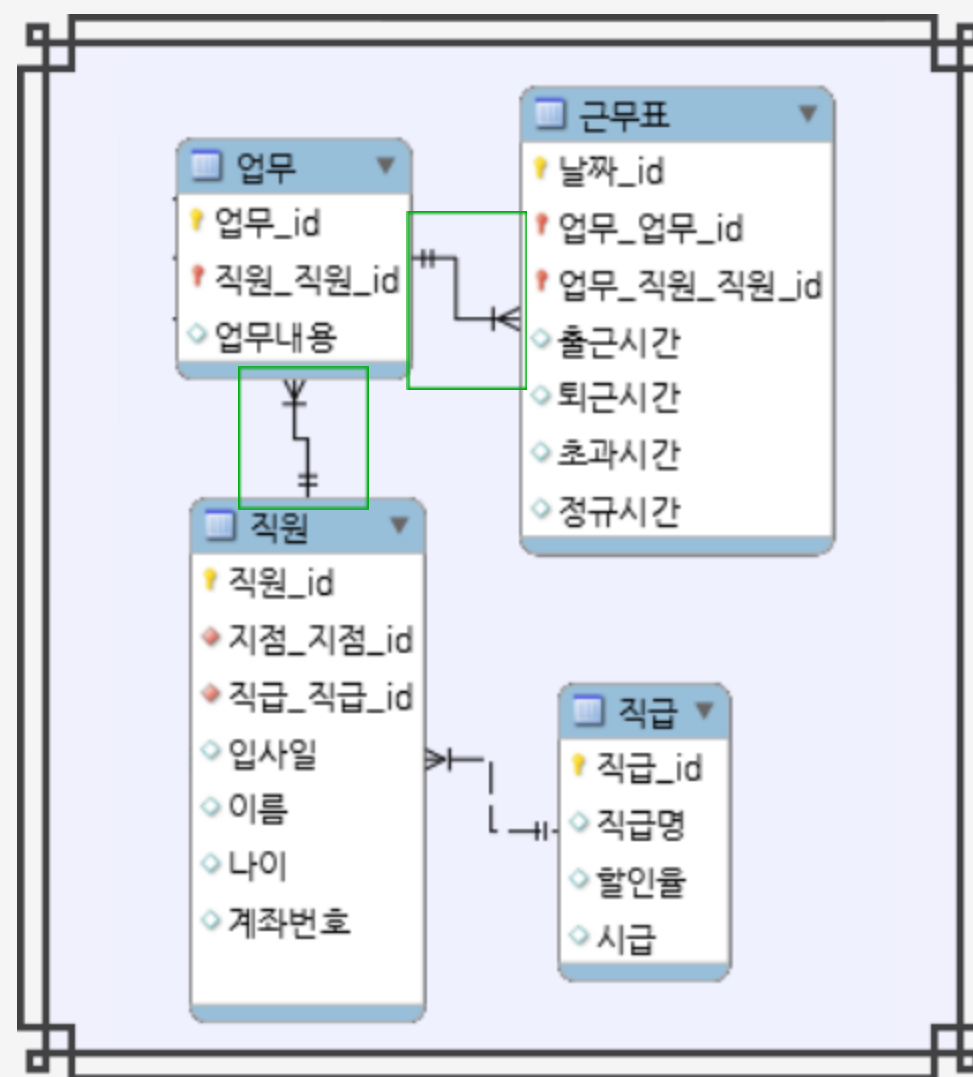 업무
업무_id
직원_직원_id
업무내용
근무표
날짜_id
업무_업무_id
업무_직원_직원_id
출근시간
퇴근시간
초과시간
정규시간
직원
직원_id
지점_지점_id
직급_직급_id
입사일
이름
나이
계좌번호
직급
직급_id
직급명
할인율
시급